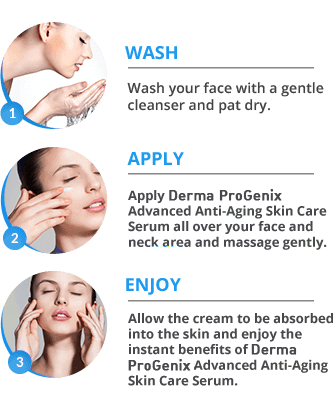 1
WASH
Wash your face with a gentle
cleanser and pat dry.
2
APPLY
Apply Derma ProGenix
Advanced Anti-Aging Skin Care
Serum all over your face and
neck area and massage gently.
3
ENJOY
Allow the cream to be absorbed
into the skin and enjoy the
instant benefits of Derma
ProGenix Advanced Anti-Aging
Skin Care Serum.